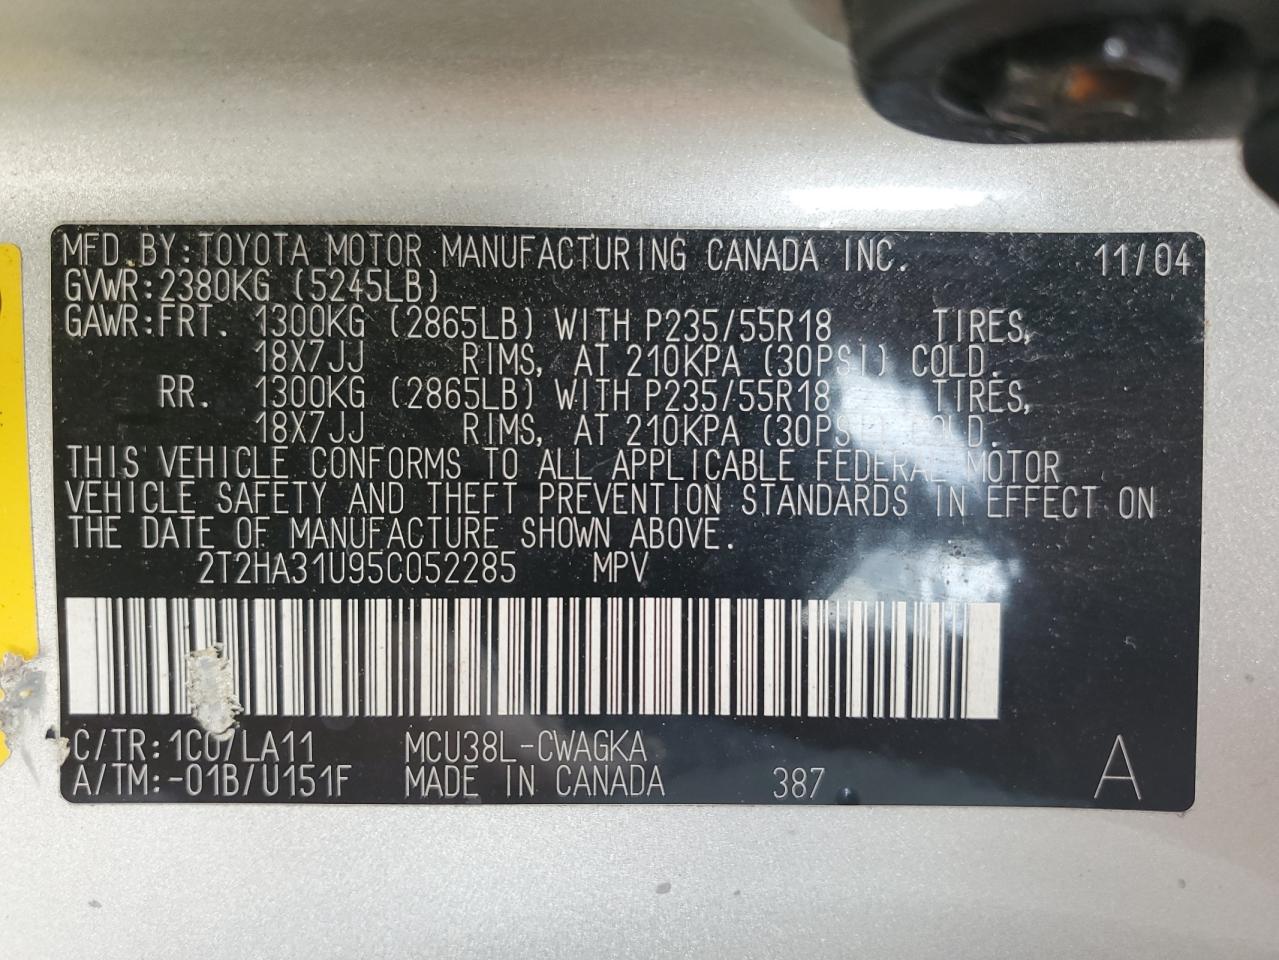 MFD. BY:TOYOTA MOTOR MANUFACTURING CANADA INC. 11/04
GVWR:2380KG (5245LB)
GAWR:FRT. 1300KG (2865LB) WITH P235/55R18 TIRES,
18X7JJ RIMS, AT 210KPA (30PSI) COLD.
RR. 1300KG (2865LB) WITH P235/55R18 TIRES,
18X7JJ RIMS, AT 210KPA (30PSI) COLD.
THIS VEHICLE CONFORMS TO ALL APPLICABLE FEDERAL MOTOR
VEHICLE SAFETY AND THEFT PREVENTION STANDARDS IN EFFECT ON
THE DATE OF MANUFACTURE SHOWN ABOVE.
2T2HA31U95C052285 MPV
C/TR:1C0/LA11 MCU38L-CWAGKA
A/TM:-01B/U151F MADE IN CANADA 387 A